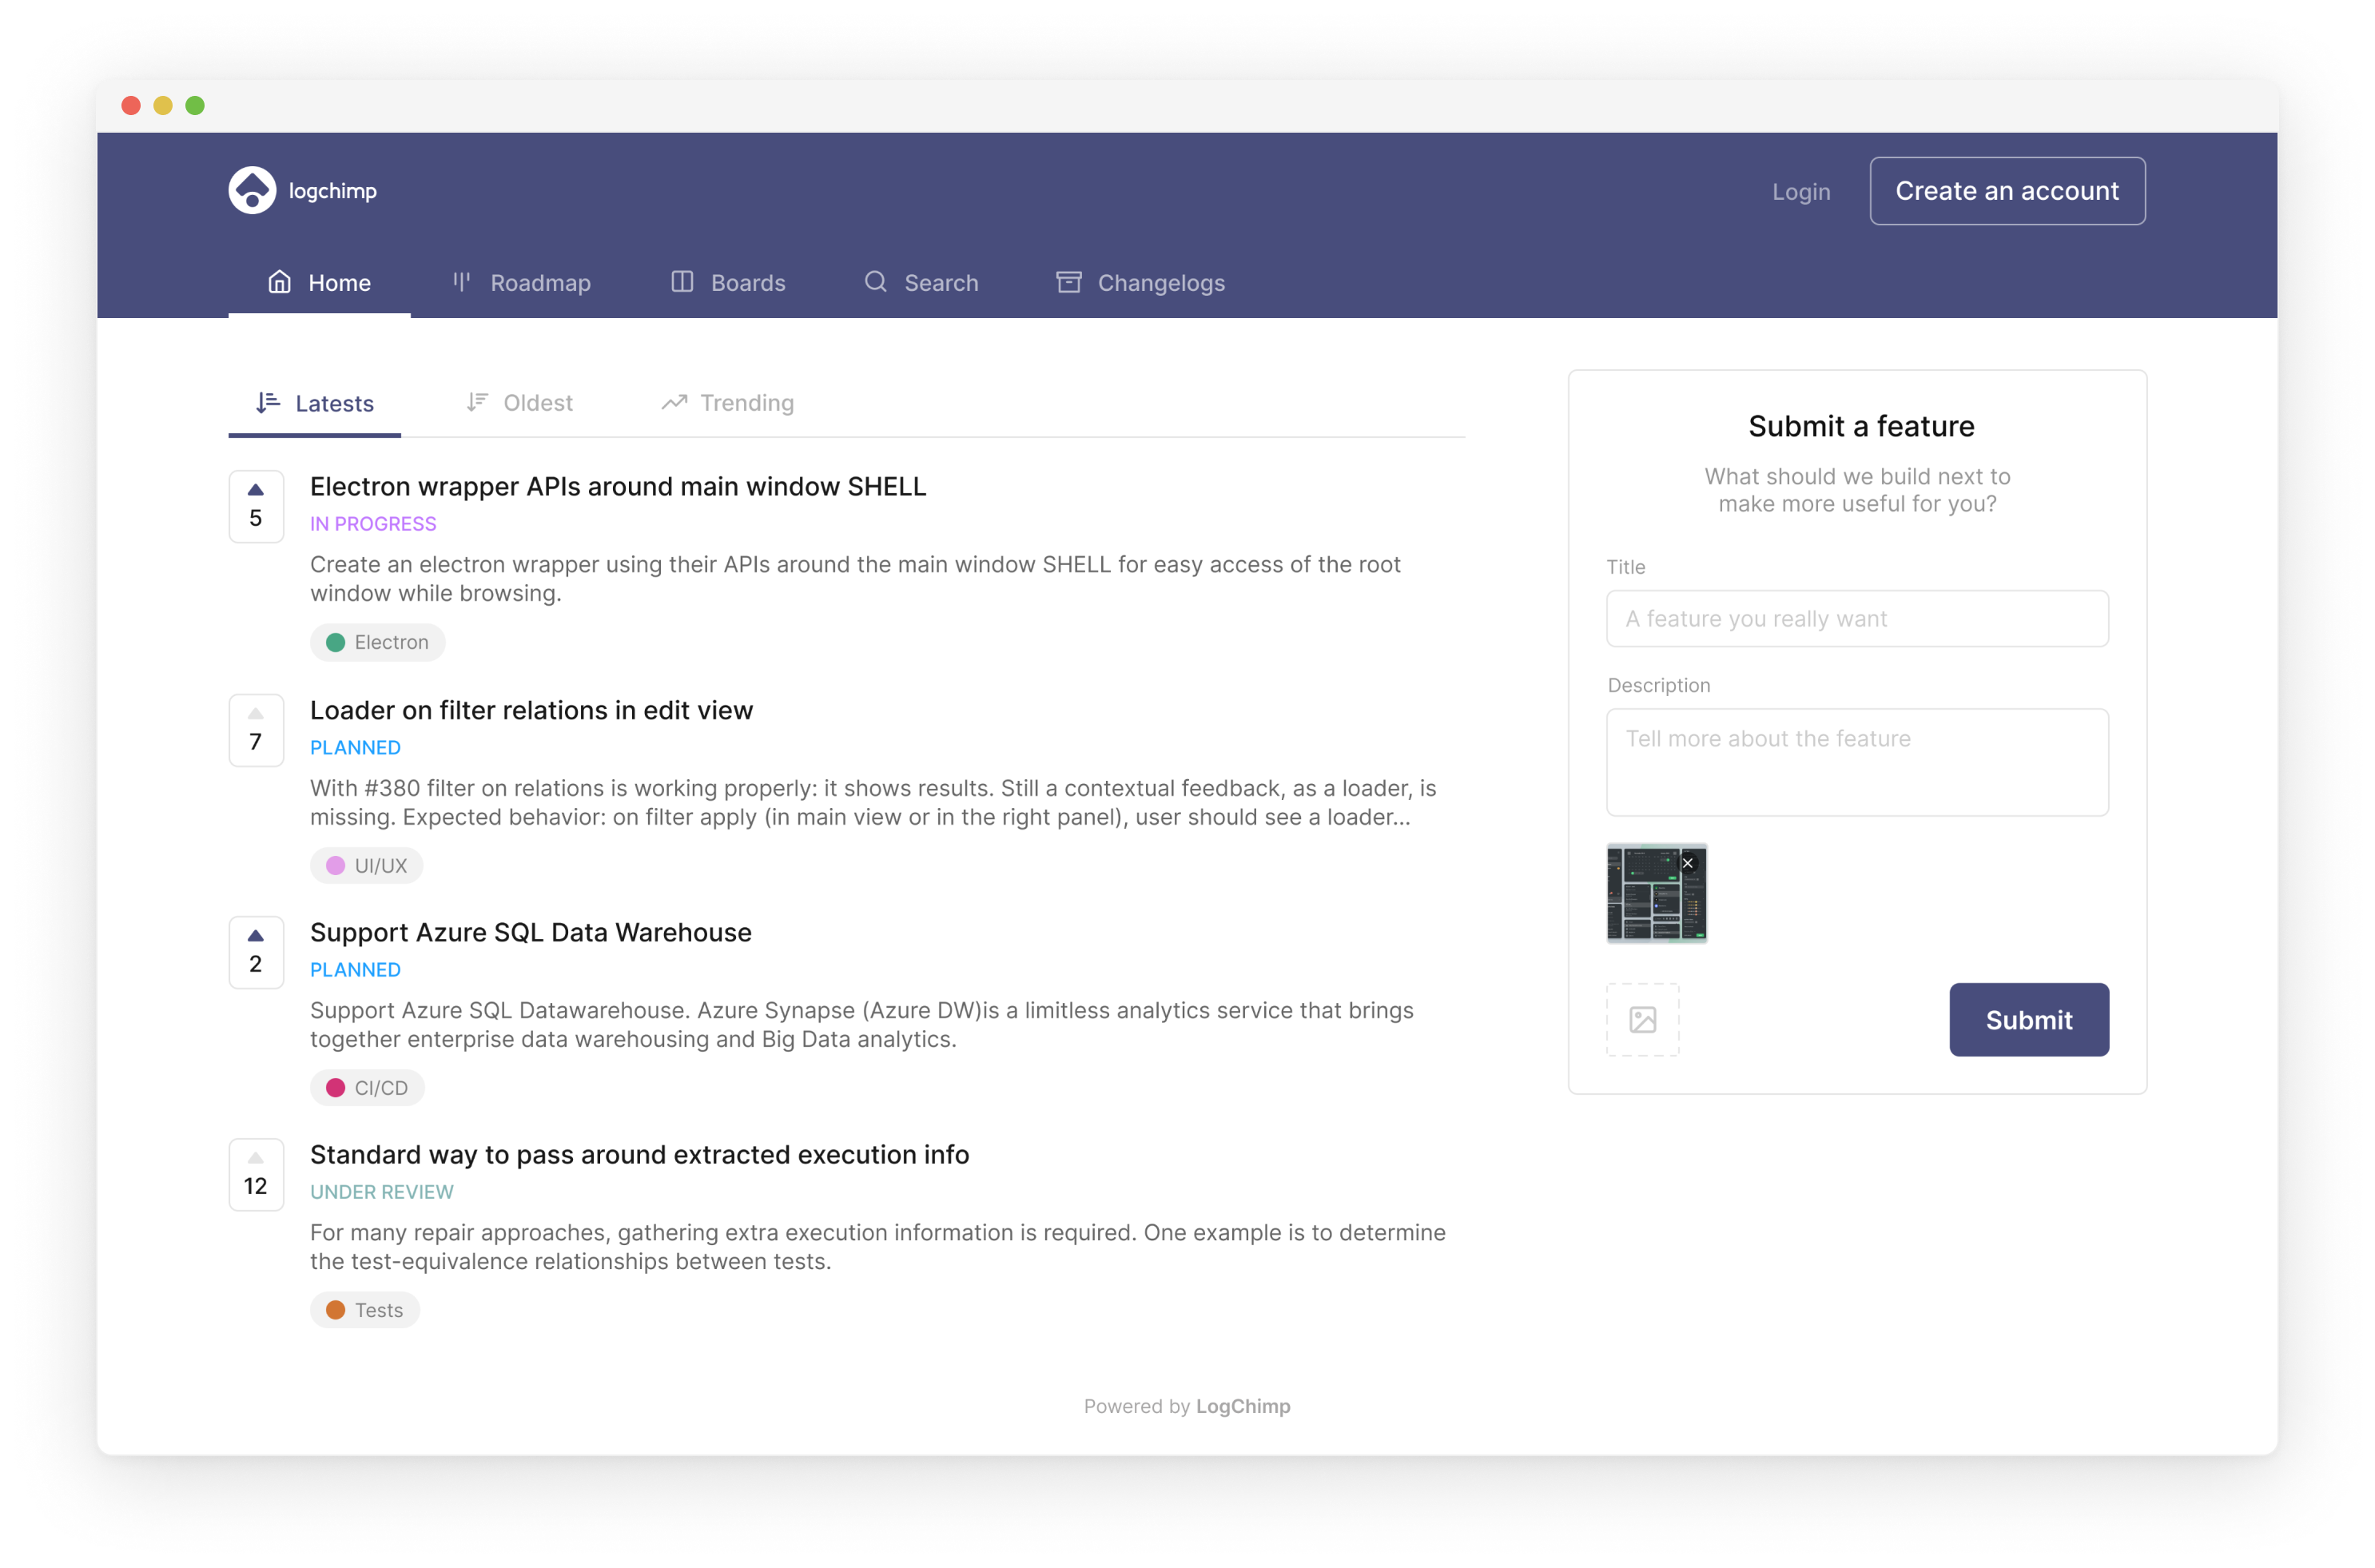 logchimp
Login
Create an account
Home
Roadmap
Boards
Search
Changelogs
Latests
Oldest
Trending
5
Electron wrapper APIs around main window SHELL
IN PROGRESS
Create an electron wrapper using their APIs around the main window SHELL for easy access of the root
window while browsing.
Electron
7
Loader on filter relations in edit view
PLANNED
With #380 filter on relations is working properly: it shows results. Still a contextual feedback, as a loader, is
missing. Expected behavior: on filter apply (in main view or in the right panel), user should see a loader...
UI/UX
2
Support Azure SQL Data Warehouse
PLANNED
Support Azure SQL Datawarehouse. Azure Synapse (Azure DW)is a limitless analytics service that brings
together enterprise data warehousing and Big Data analytics.
CI/CD
12
Standard way to pass around extracted execution info
UNDER REVIEW
For many repair approaches, gathering extra execution information is required. One example is to determine
the test-equivalence relationships between tests.
Tests
Submit a feature
What should we build next to
make more useful for you?
Title
A feature you really want
Description
Tell more about the feature
Submit
Powered by LogChimp